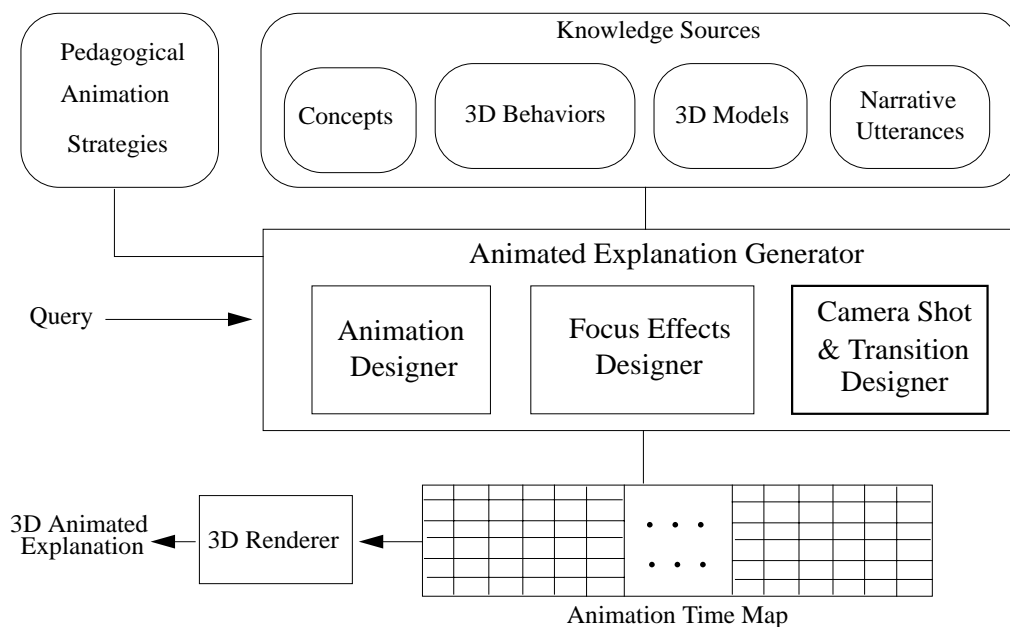 Pedagogical
Animation
Strategies
Knowledge Sources
Concepts
3D Behaviors
3D Models
Narrative
Utterances
Animated Explanation Generator
Query
Animation
Designer
Focus Effects
Designer
Camera Shot
& Transition
Designer
3D Animated
Explanation
3D Renderer
Animation Time Map